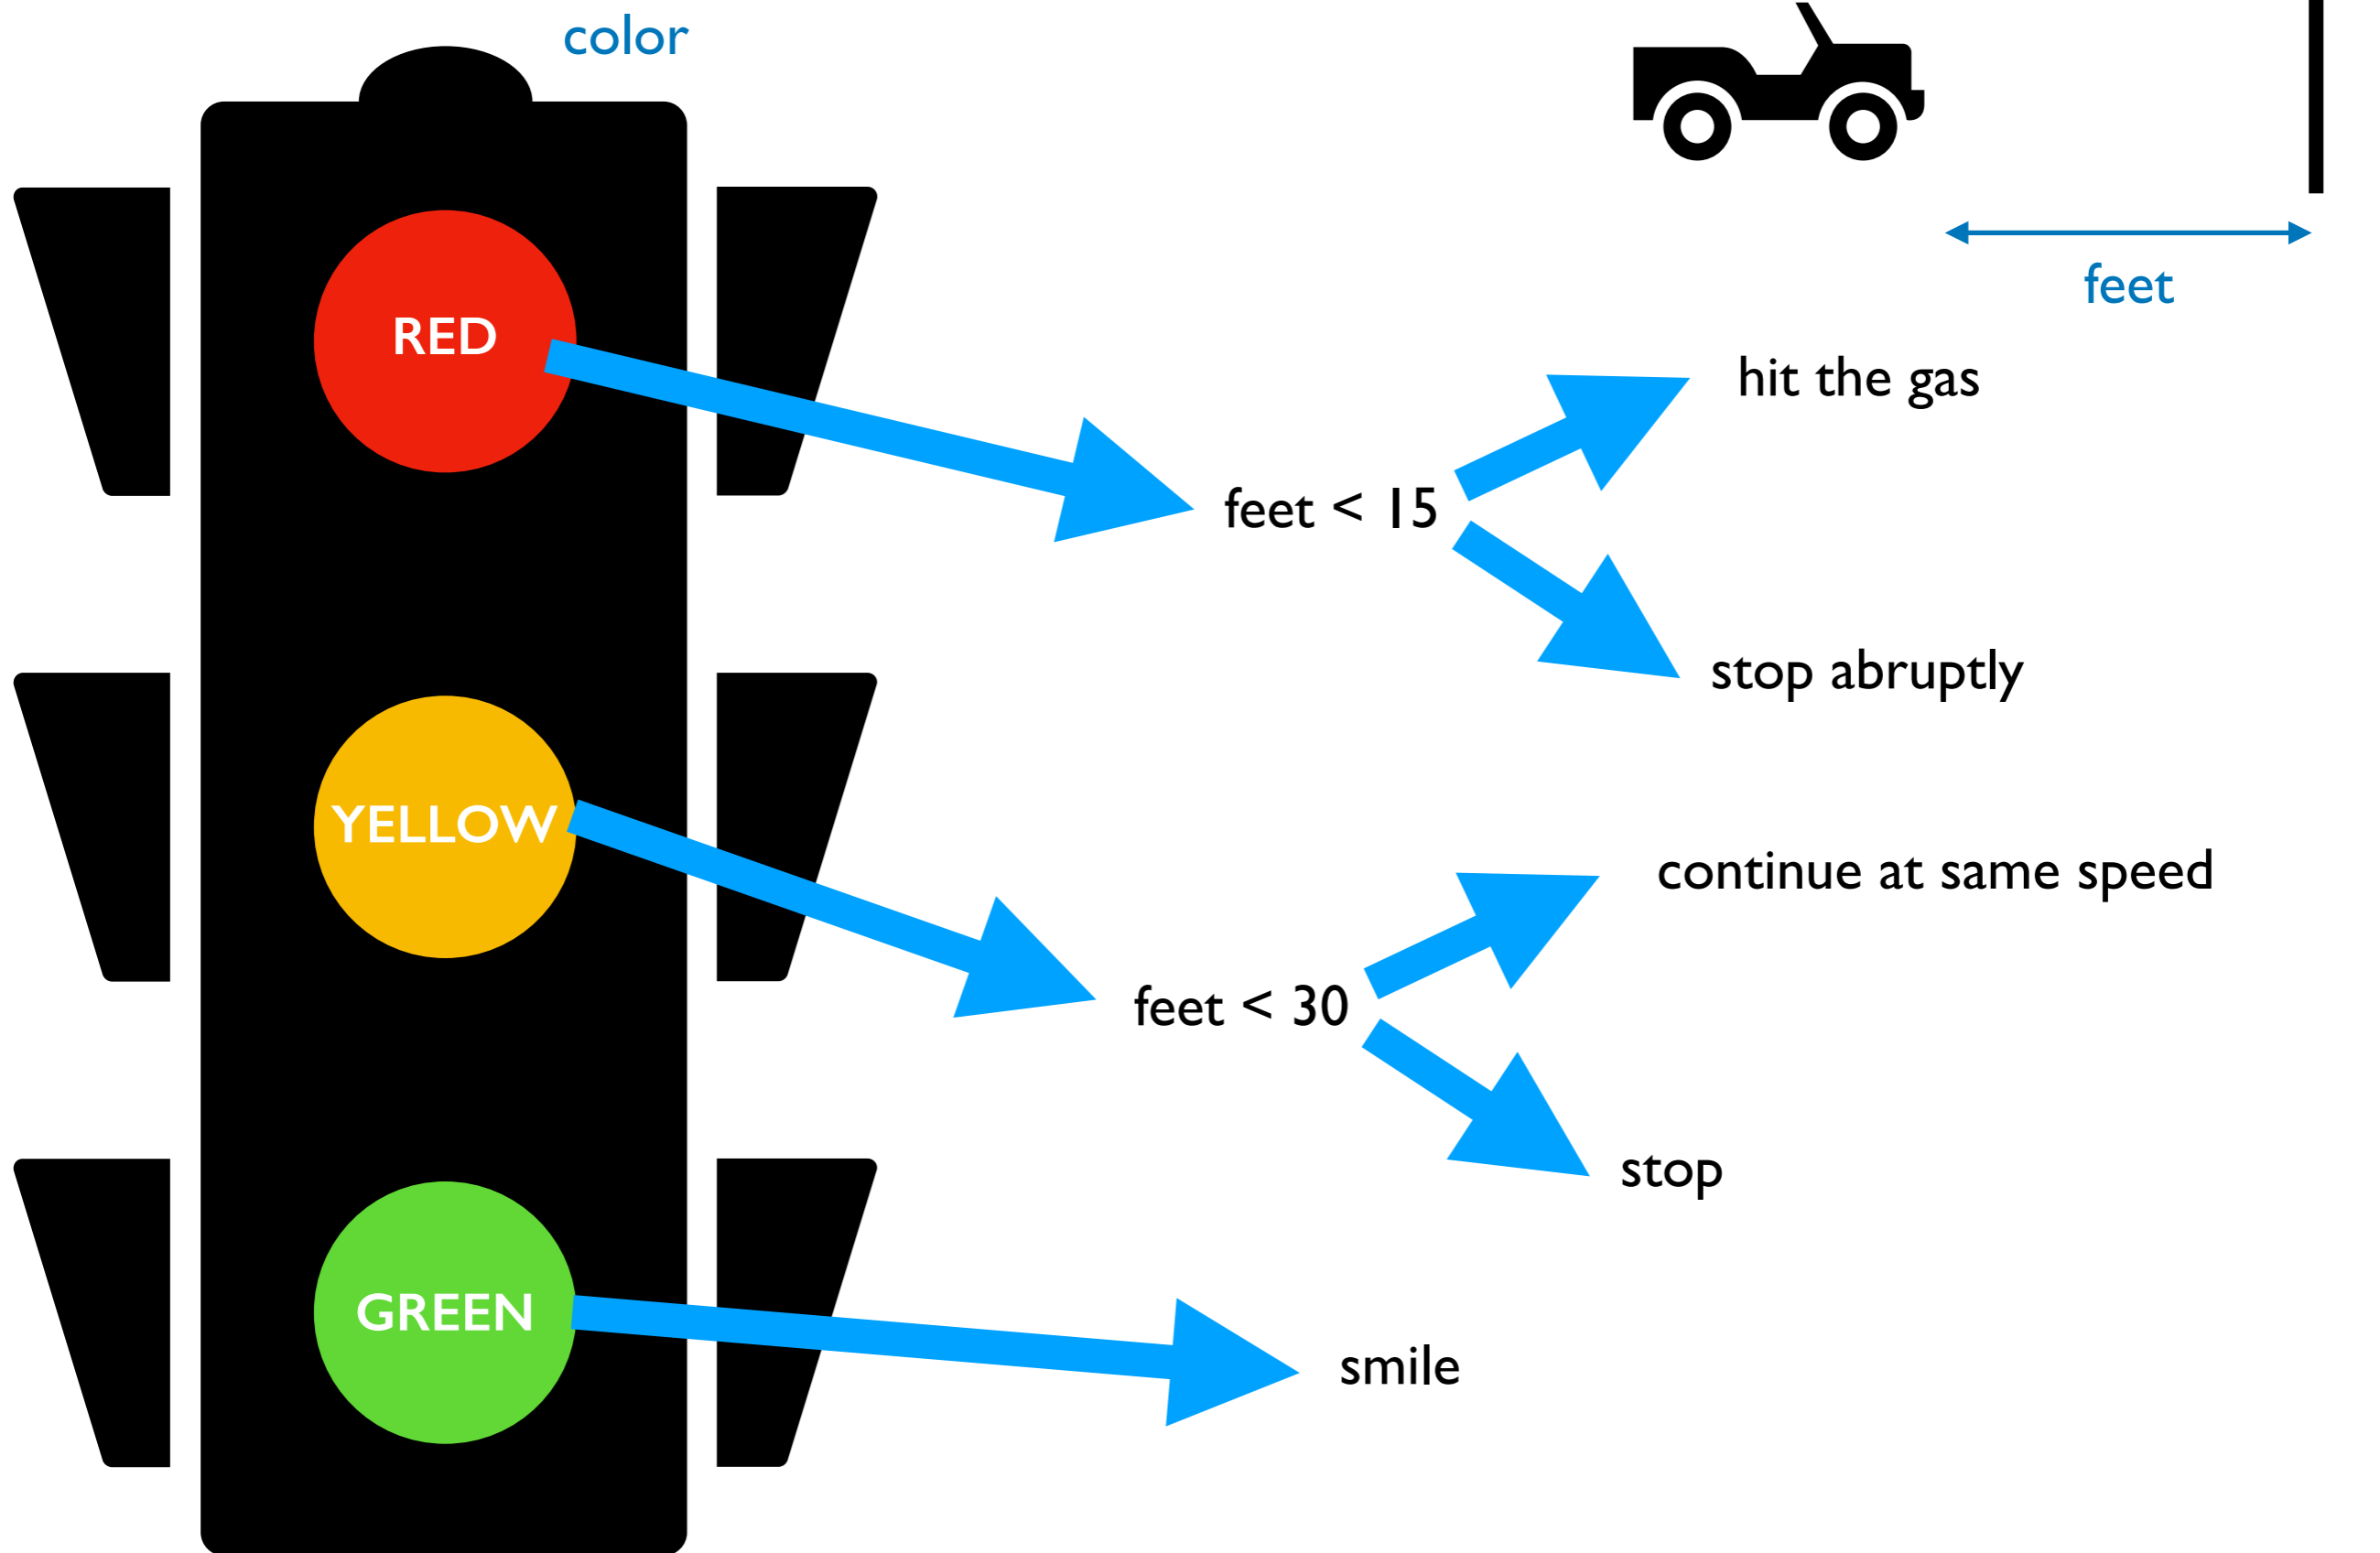 color
feet
RED
hit the gas
feet < 15
stop abruptly
YELLOW
continue at same speed
feet < 30
stop
GREEN
smile